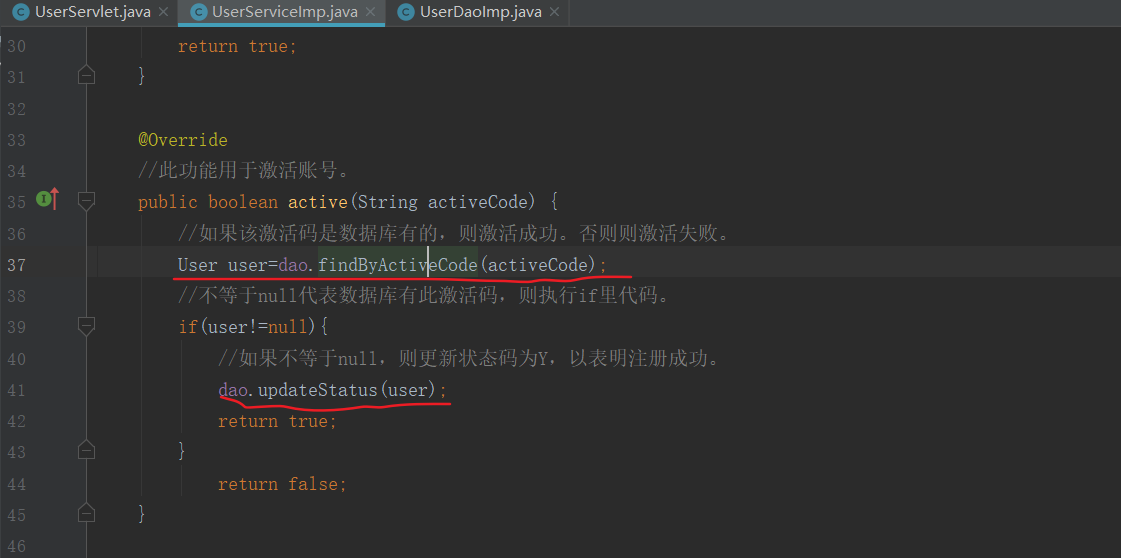 UserServlet.java × UserServiceImp.java × UserDaoImp.java ×
30 return true;
31 }
32
33 @Override
34 //此功能用于激活账号。
35 public boolean active(String activeCode) {
36 //如果该激活码是数据库有的，则激活成功。否则则激活失败。
37 User user=dao.findByActiveCode(activeCode);
38 //不等于null代表数据库有此激活码，则执行if里代码。
39 if(user!=null){
40 //如果不等于null，则更新状态码为Y，以表明注册成功。
41 dao.updateStatus(user);
42 return true;
43 }
44 return false;
45 }
46